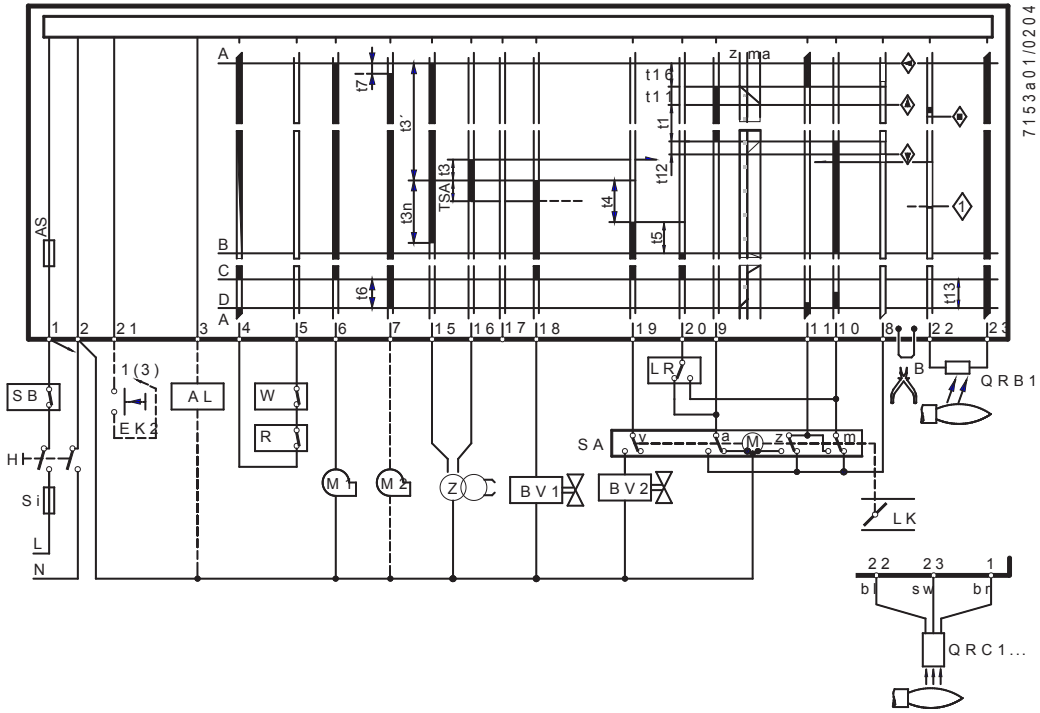 7153a01/0204
A
z ma
t16
t7
t11
t3´
t1
t3
t12
TSA
t3n
t4
t5
1
AS
B
C
t6
t13
D
A
1 2 21 3 4 5 6 7 15 16 17 18 19 20 9 11 10 8 22 23
1(3)
LR
B
QRB1
SB
AL
W
EK2
R
SA
v a M z m
H
M1 M2 Z BV1 BV2
Si
LK
L
N
22 23 1
bl sw br
QRC1...